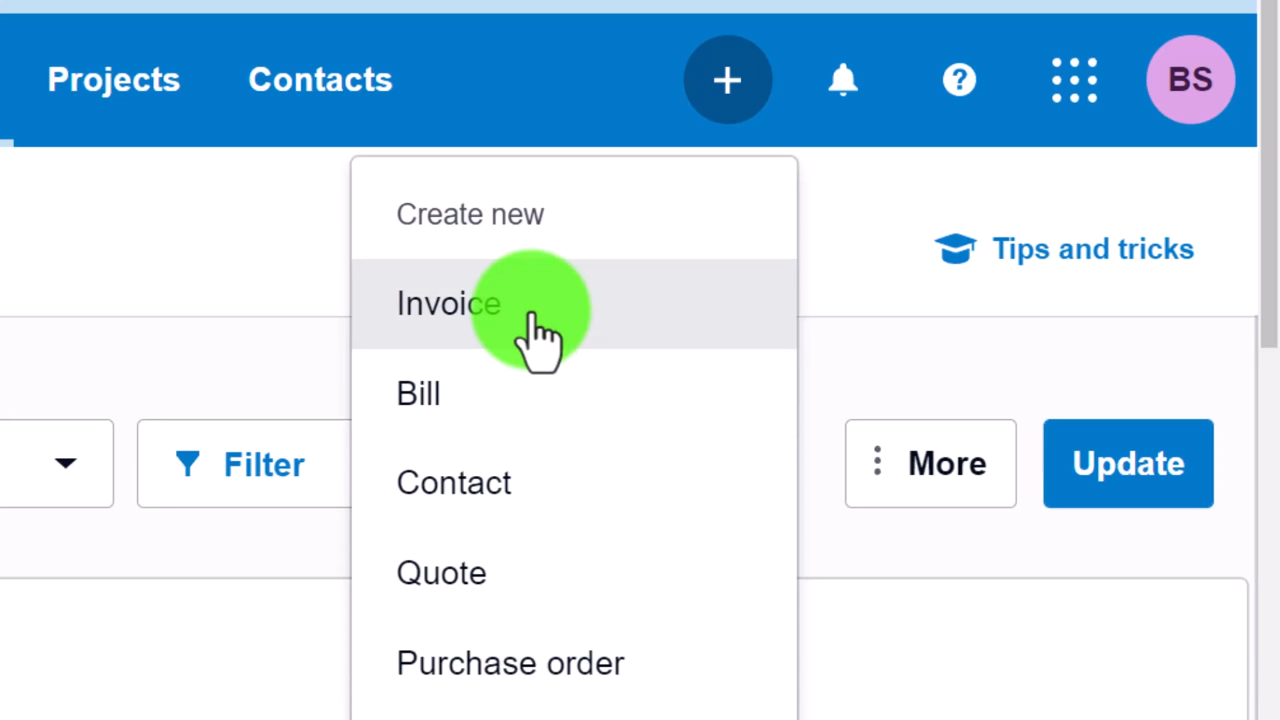 Projects Contacts + ? BS
Create new
Tips and tricks
Invoice
Bill
Filter More Update
Contact
Quote
Purchase order